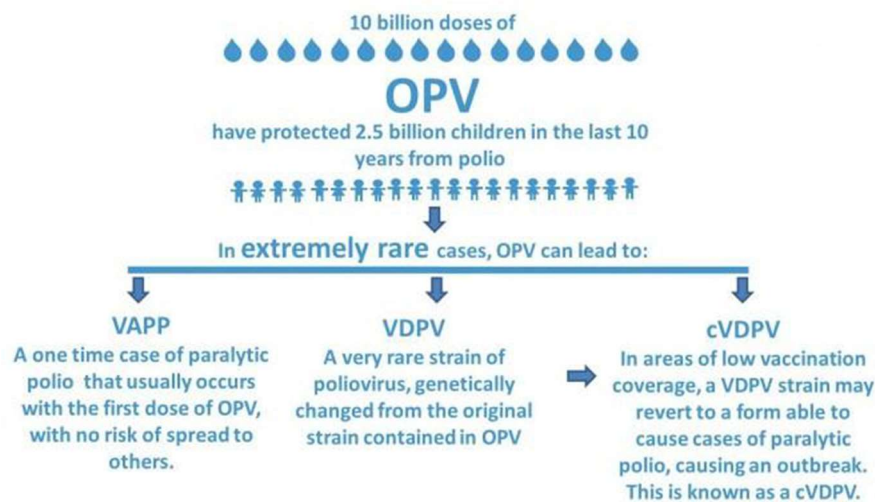 10 billion doses of
OPV
have protected 2.5 billion children in the last 10
years from polio
In extremely rare cases, OPV can lead to:
VAPP
A one time case of paralytic
polio that usually occurs
with the first dose of OPV,
with no risk of spread to
others.
VDPV
A very rare strain of
poliovirus, genetically
changed from the original
strain contained in OPV
cVDPV
In areas of low vaccination
coverage, a VDPV strain may
revert to a form able to
cause cases of paralytic
polio, causing an outbreak.
This is known as a cVDPV.